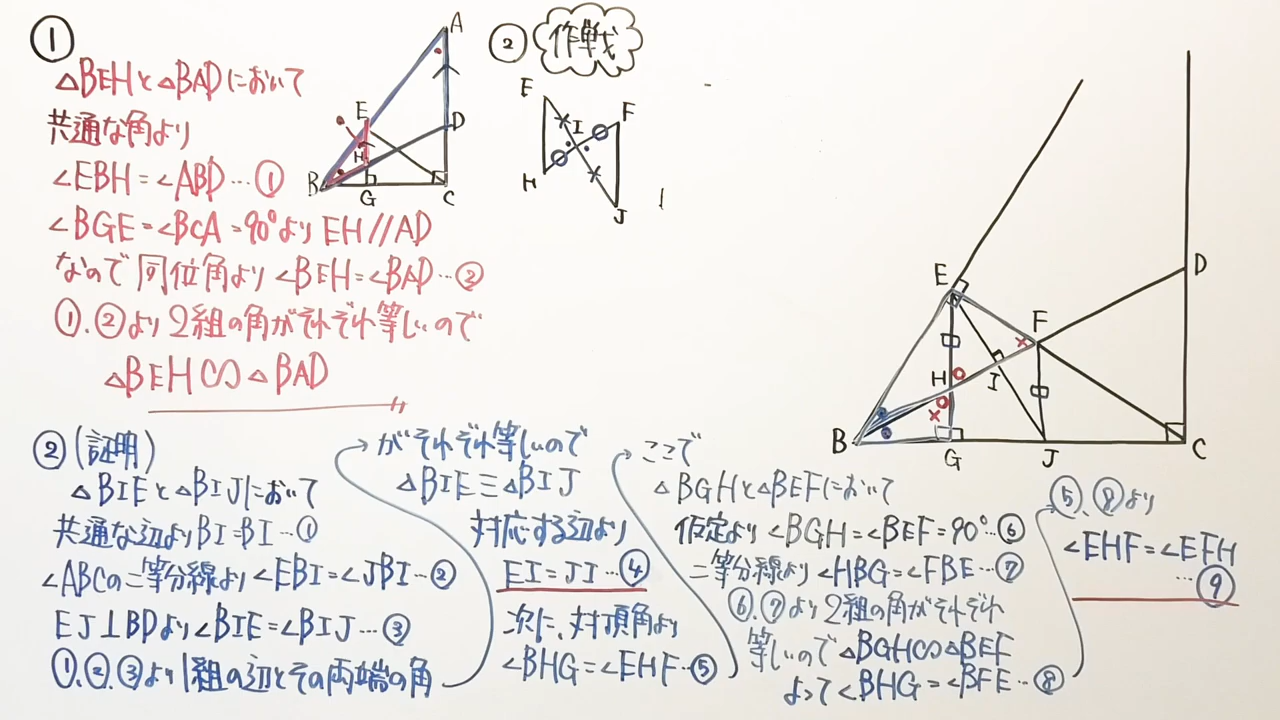 ①
△BEHと△BADにおいて
共通な角より
∠EBH=∠ABD…①
∠BGE=∠BCA=90°より EH//AD
なので 同位角より ∠BEH=∠BAD…②
①、②より 2組の角がそれぞれ等しいので
△BEH∽△BAD
A
E
D
H
B
G
C
② 作戦
E
F
I
H
J
E
F
D
H
I
B
G
J
C
② (証明)
△BIEと△BIJにおいて
共通な辺より BI=BI…①
∠ABCの二等分線より ∠EBI=∠JBI…②
EJ⊥BDより ∠BIE=∠BIJ…③
①、②、③より 1組の辺とその両端の角
がそれぞれ等しいので
△BIE≡△BIJ
対応する辺より
EI=JI…④
次に、対頂角より
∠BHG=∠EHF…⑤
ここで
△BGHと△BEFにおいて
仮定より ∠BGH=∠BEF=90°…⑥
二等分線より ∠HBG=∠FBE…⑦
⑥、⑦より 2組の角がそれぞれ
等しいので △BGH∽△BEF
よって ∠BHG=∠BFE…⑧
⑤、⑧より
∠EHF=∠EFH
…⑨